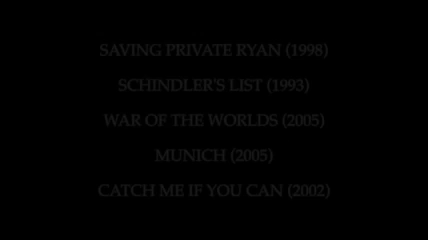 SAVING PRIVATE RYAN (1998)
SCHINDLER'S LIST (1993)
WAR OF THE WORLDS (2005)
MUNICH (2005)
CATCH ME IF YOU CAN (2002)